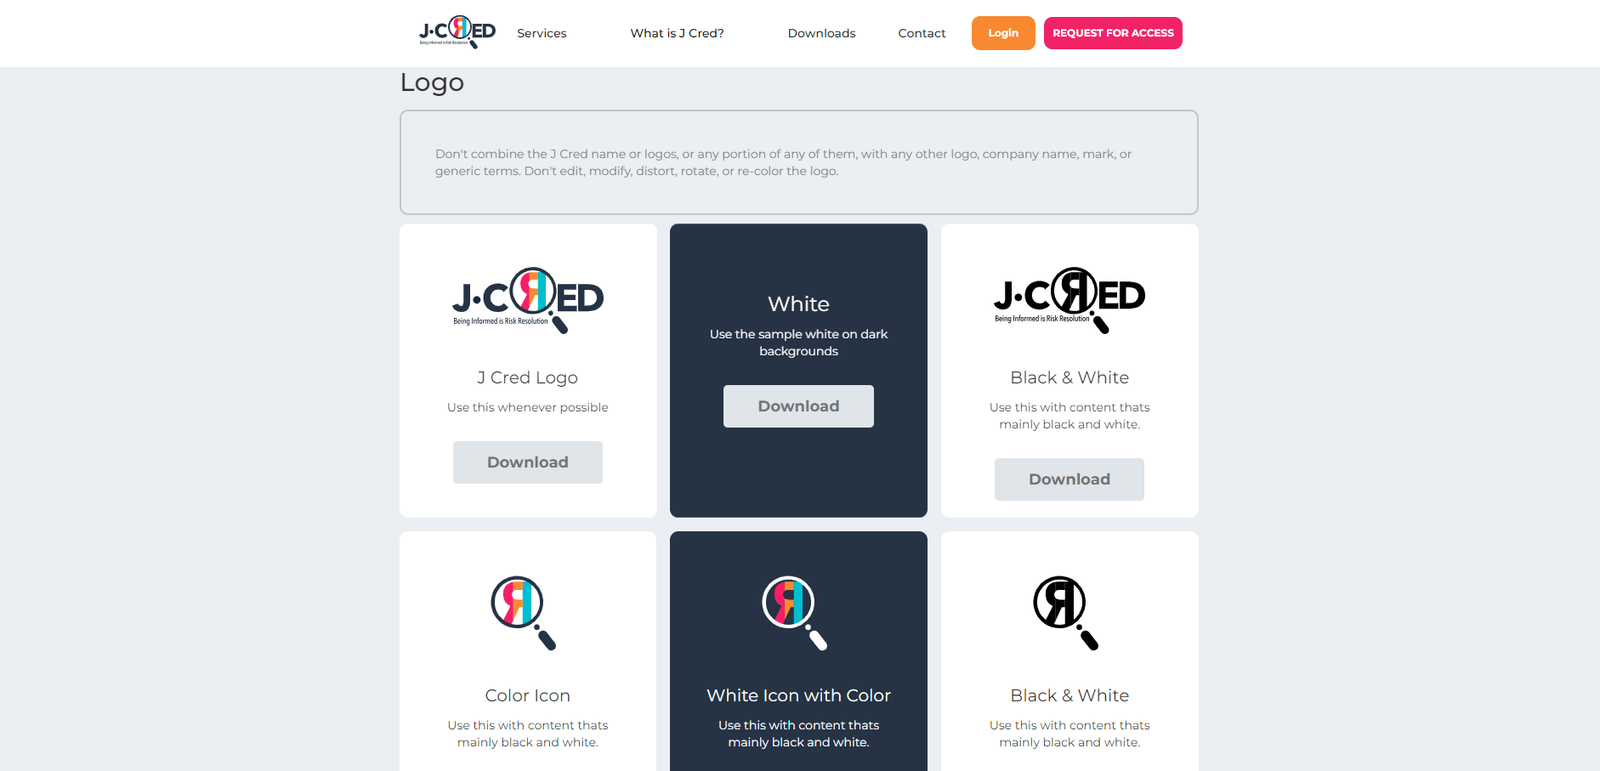 J·CRED
Being Informed is Risk Resolution
Services
What is J Cred?
Downloads
Contact
Login
REQUEST FOR ACCESS
Logo
Don't combine the J Cred name or logos, or any portion of any of them, with any other logo, company name, mark, or
generic terms. Don't edit, modify, distort, rotate, or re-color the logo.
J·CRED
Being Informed is Risk Resolution
J Cred Logo
Use this whenever possible
Download
White
Use the sample white on dark
backgrounds
Download
J·CRED
Being Informed is Risk Resolution
Black & White
Use this with content thats
mainly black and white.
Download
R
Color Icon
Use this with content thats
mainly black and white.
R
White Icon with Color
Use this with content thats
mainly black and white.
R
Black & White
Use this with content thats
mainly black and white.